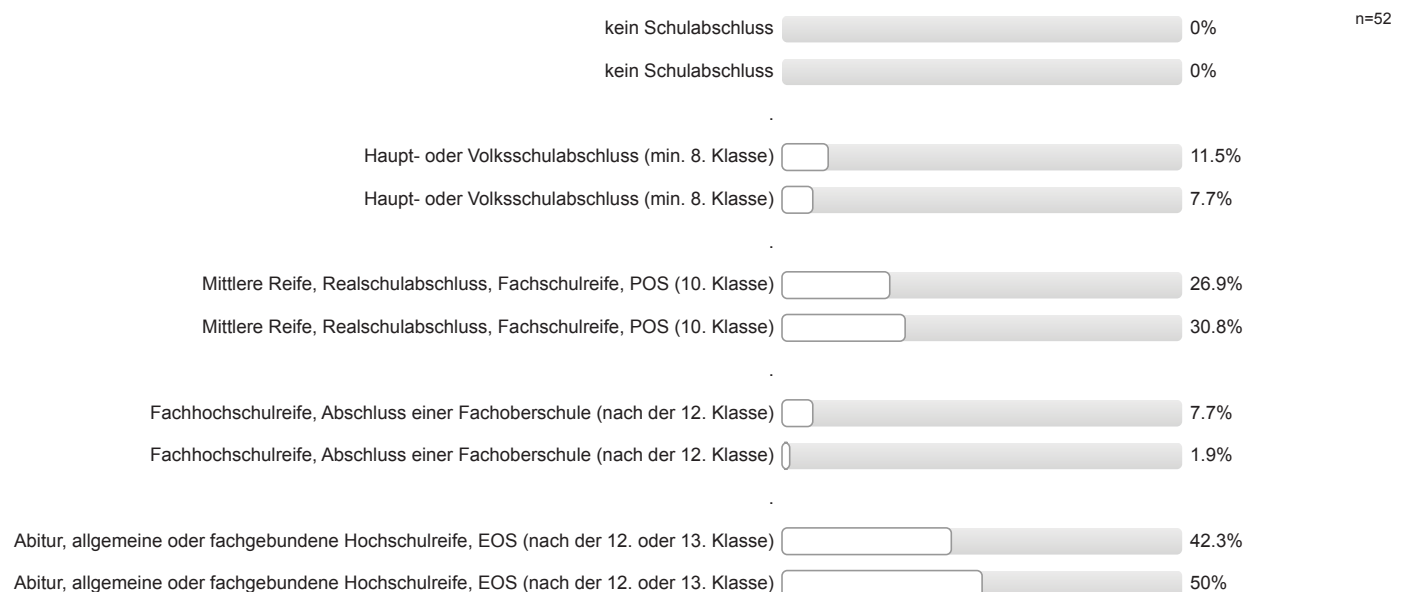 kein Schulabschluss 0% n=52
kein Schulabschluss 0%
.
Haupt- oder Volksschulabschluss (min. 8. Klasse) 11.5%
Haupt- oder Volksschulabschluss (min. 8. Klasse) 7.7%
.
Mittlere Reife, Realschulabschluss, Fachschulreife, POS (10. Klasse) 26.9%
Mittlere Reife, Realschulabschluss, Fachschulreife, POS (10. Klasse) 30.8%
.
Fachhochschulreife, Abschluss einer Fachoberschule (nach der 12. Klasse) 7.7%
Fachhochschulreife, Abschluss einer Fachoberschule (nach der 12. Klasse) 1.9%
.
Abitur, allgemeine oder fachgebundene Hochschulreife, EOS (nach der 12. oder 13. Klasse) 42.3%
Abitur, allgemeine oder fachgebundene Hochschulreife, EOS (nach der 12. oder 13. Klasse) 50%